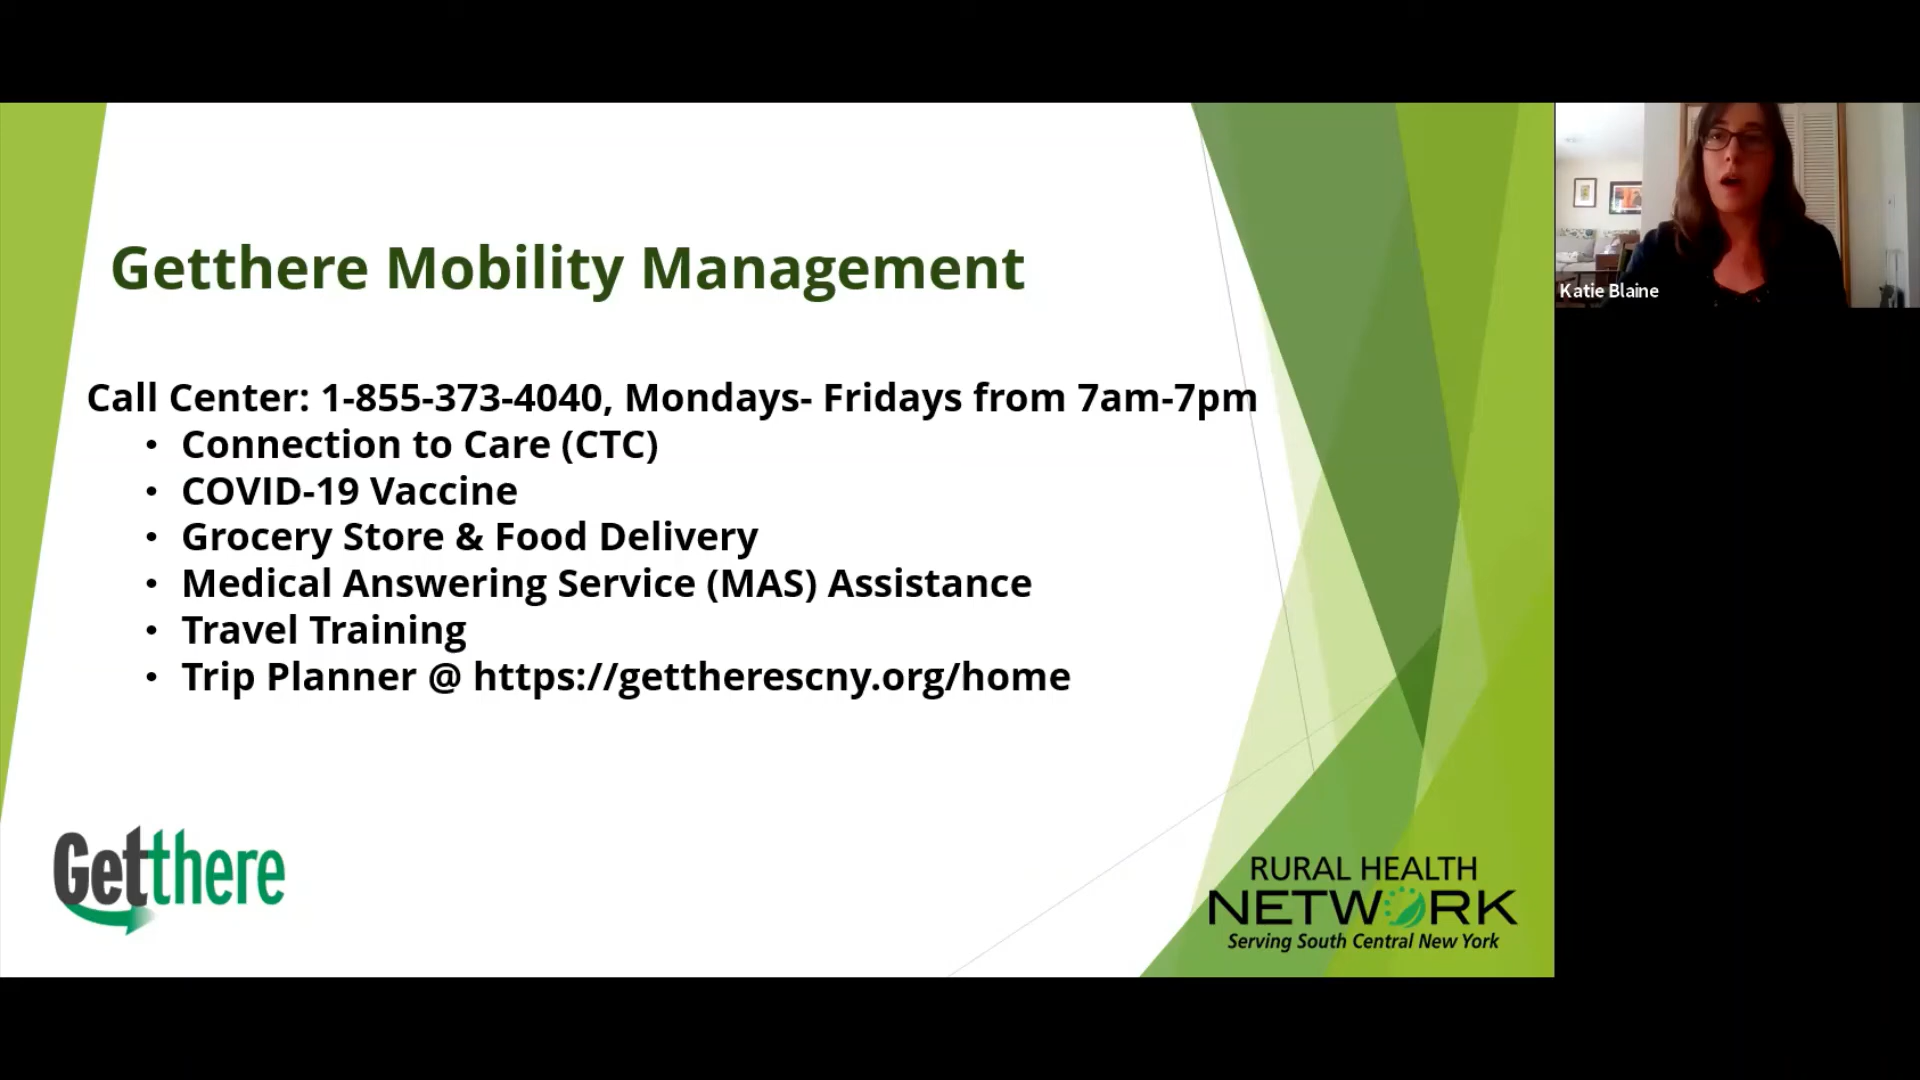 Getthere Mobility Management
Call Center: 1-855-373-4040, Mondays- Fridays from 7am-7pm
• Connection to Care (CTC)
• COVID-19 Vaccine
• Grocery Store & Food Delivery
• Medical Answering Service (MAS) Assistance
• Travel Training
• Trip Planner @ https://gettherescny.org/home
Getthere
RURAL HEALTH
NETWORK
Serving South Central New York
Katie Blaine